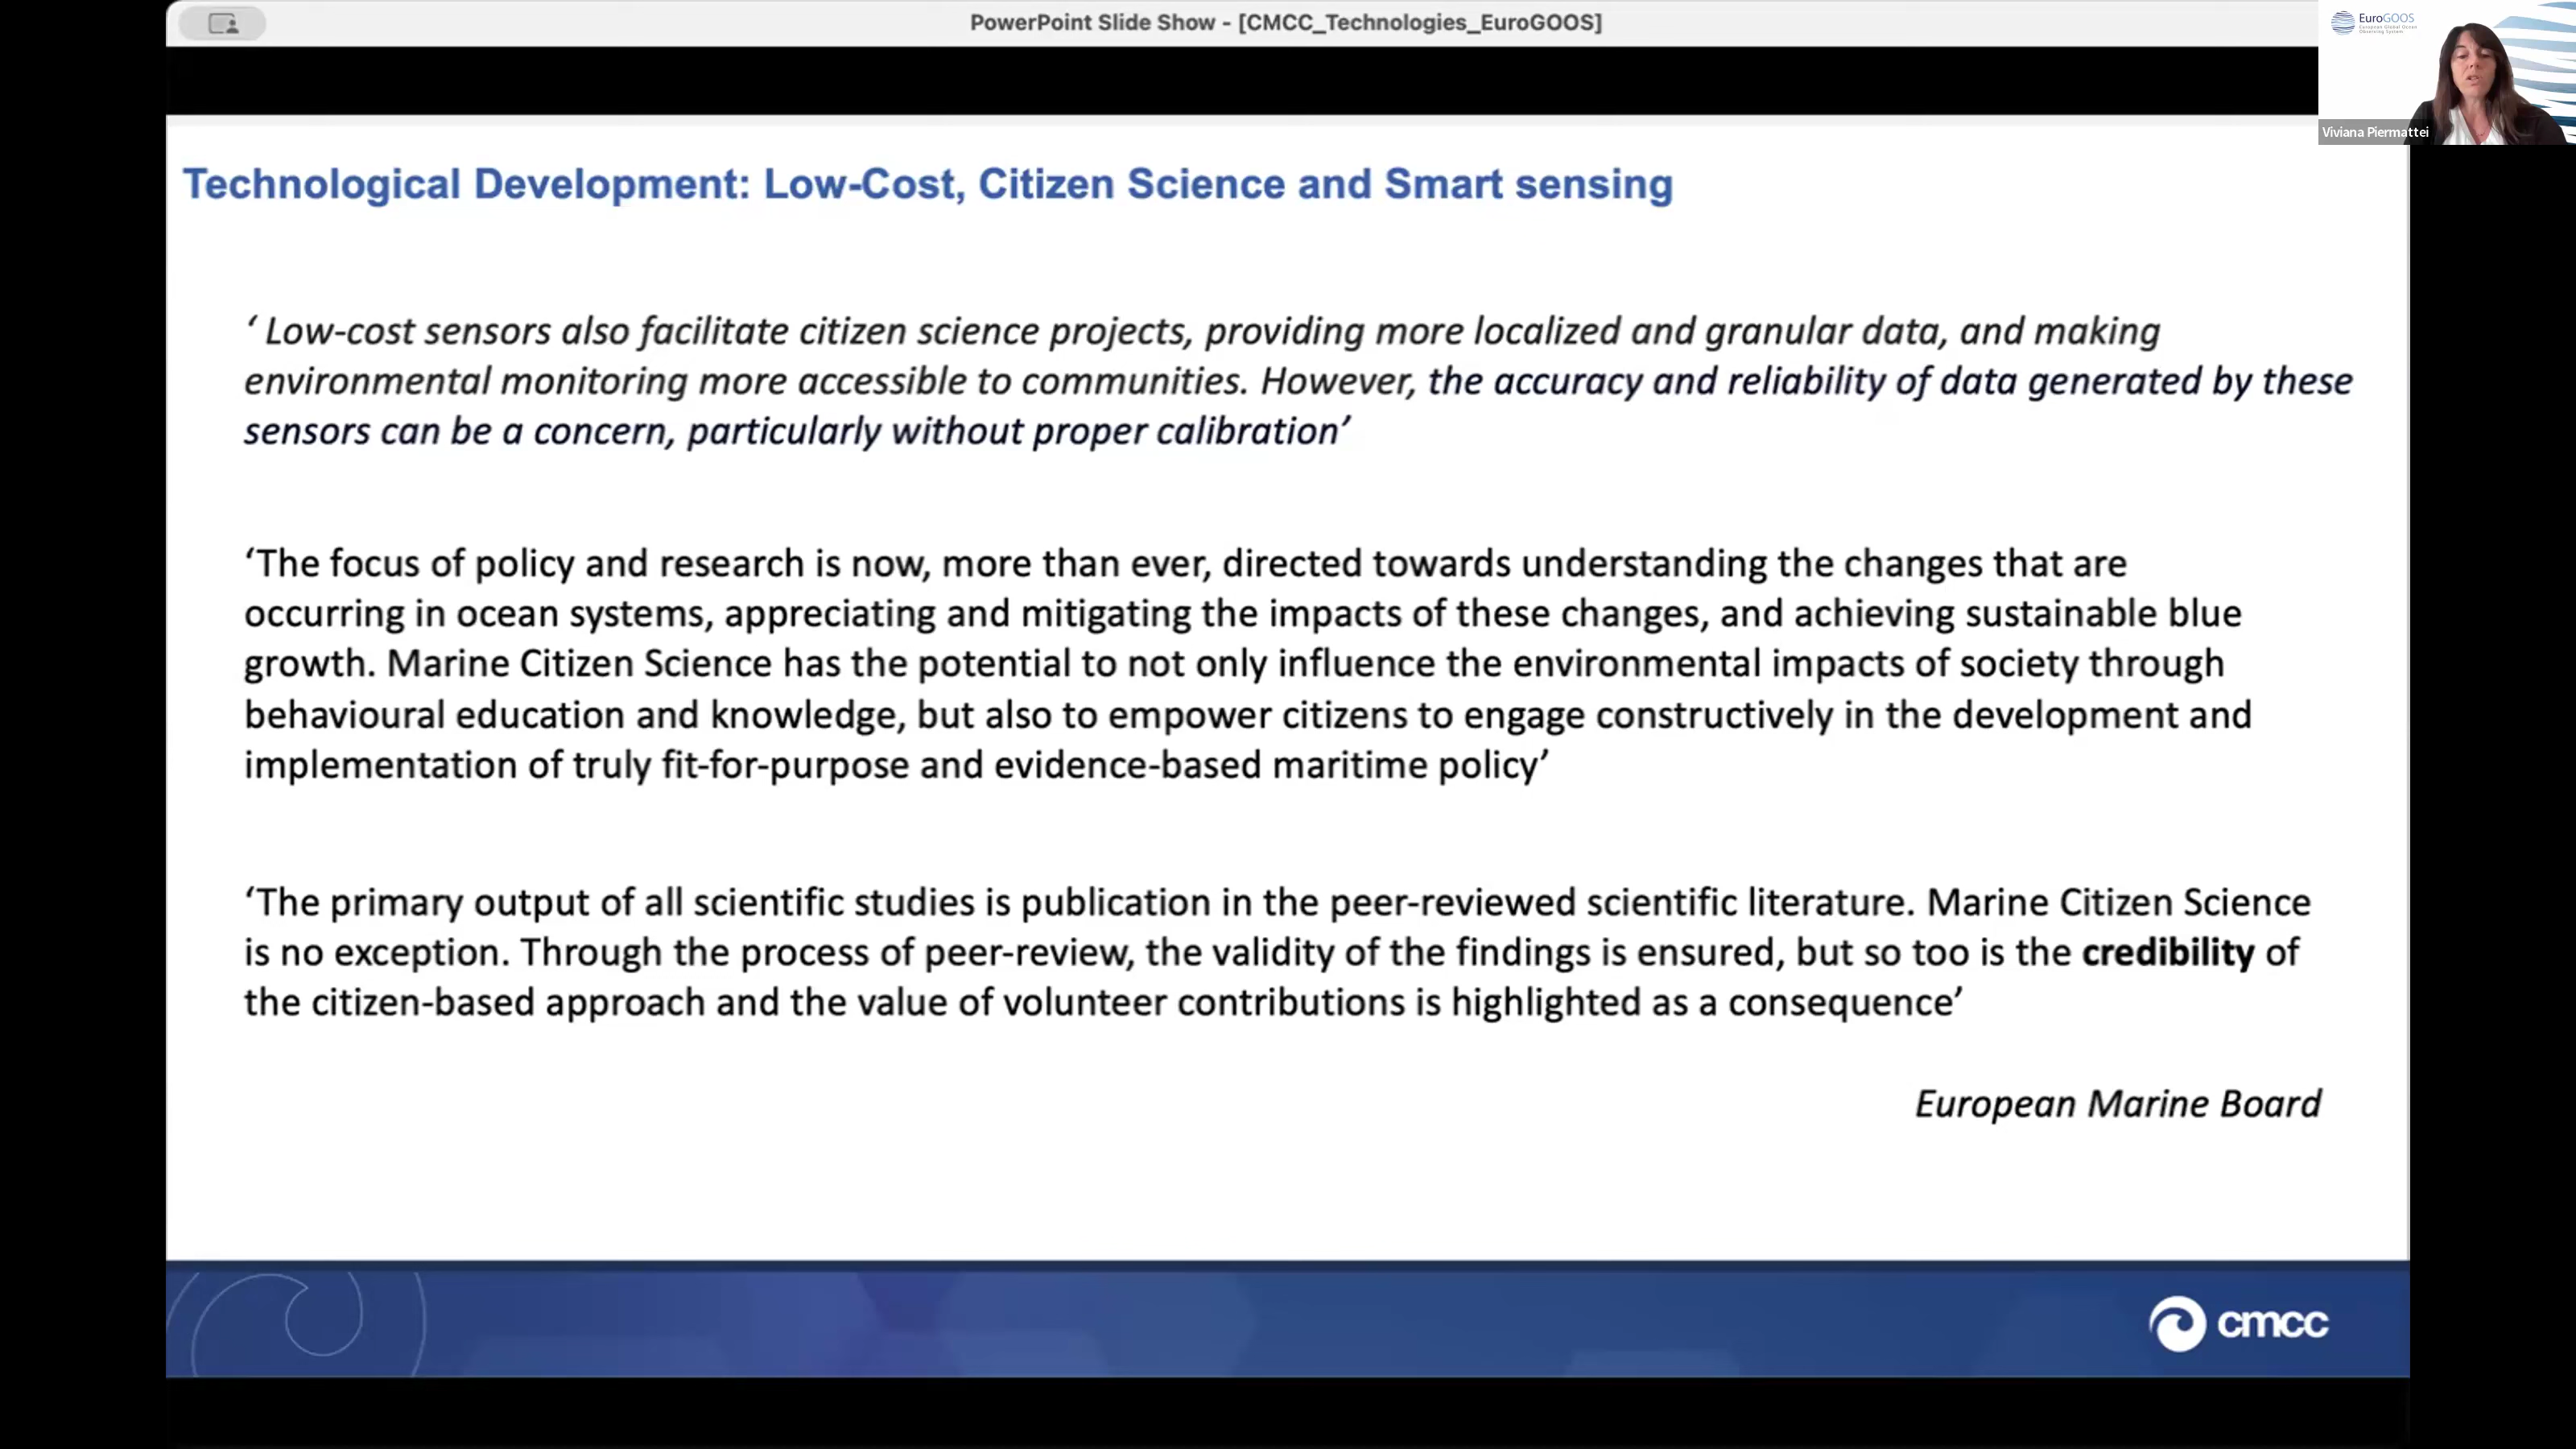 PowerPoint Slide Show - [CMCC_Technologies_EuroGOOS]
EuroGOOS
European Global Ocean
Observing System
Viviana Piermattei
Technological Development: Low-Cost, Citizen Science and Smart sensing
‘ Low-cost sensors also facilitate citizen science projects, providing more localized and granular data, and making
environmental monitoring more accessible to communities. However, the accuracy and reliability of data generated by these
sensors can be a concern, particularly without proper calibration’
‘The focus of policy and research is now, more than ever, directed towards understanding the changes that are
occurring in ocean systems, appreciating and mitigating the impacts of these changes, and achieving sustainable blue
growth. Marine Citizen Science has the potential to not only influence the environmental impacts of society through
behavioural education and knowledge, but also to empower citizens to engage constructively in the development and
implementation of truly fit-for-purpose and evidence-based maritime policy’
‘The primary output of all scientific studies is publication in the peer-reviewed scientific literature. Marine Citizen Science
is no exception. Through the process of peer-review, the validity of the findings is ensured, but so too is the credibility of
the citizen-based approach and the value of volunteer contributions is highlighted as a consequence’
European Marine Board
cmcc